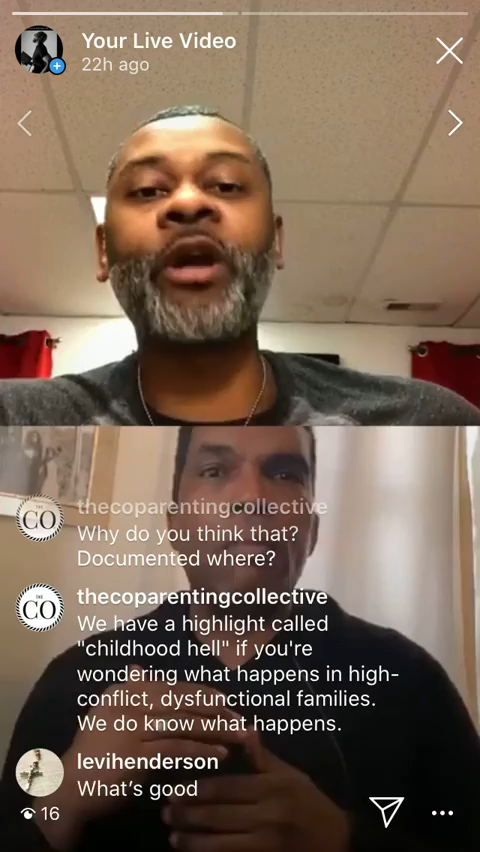 Your Live Video
22h ago
thecoparentingcollective
Why do you think that?
Documented where?
THE
CO
thecoparentingcollective
We have a highlight called
"childhood hell" if you're
wondering what happens in high-
conflict, dysfunctional families.
We do know what happens.
THE
CO
levihenderson
What's good
16